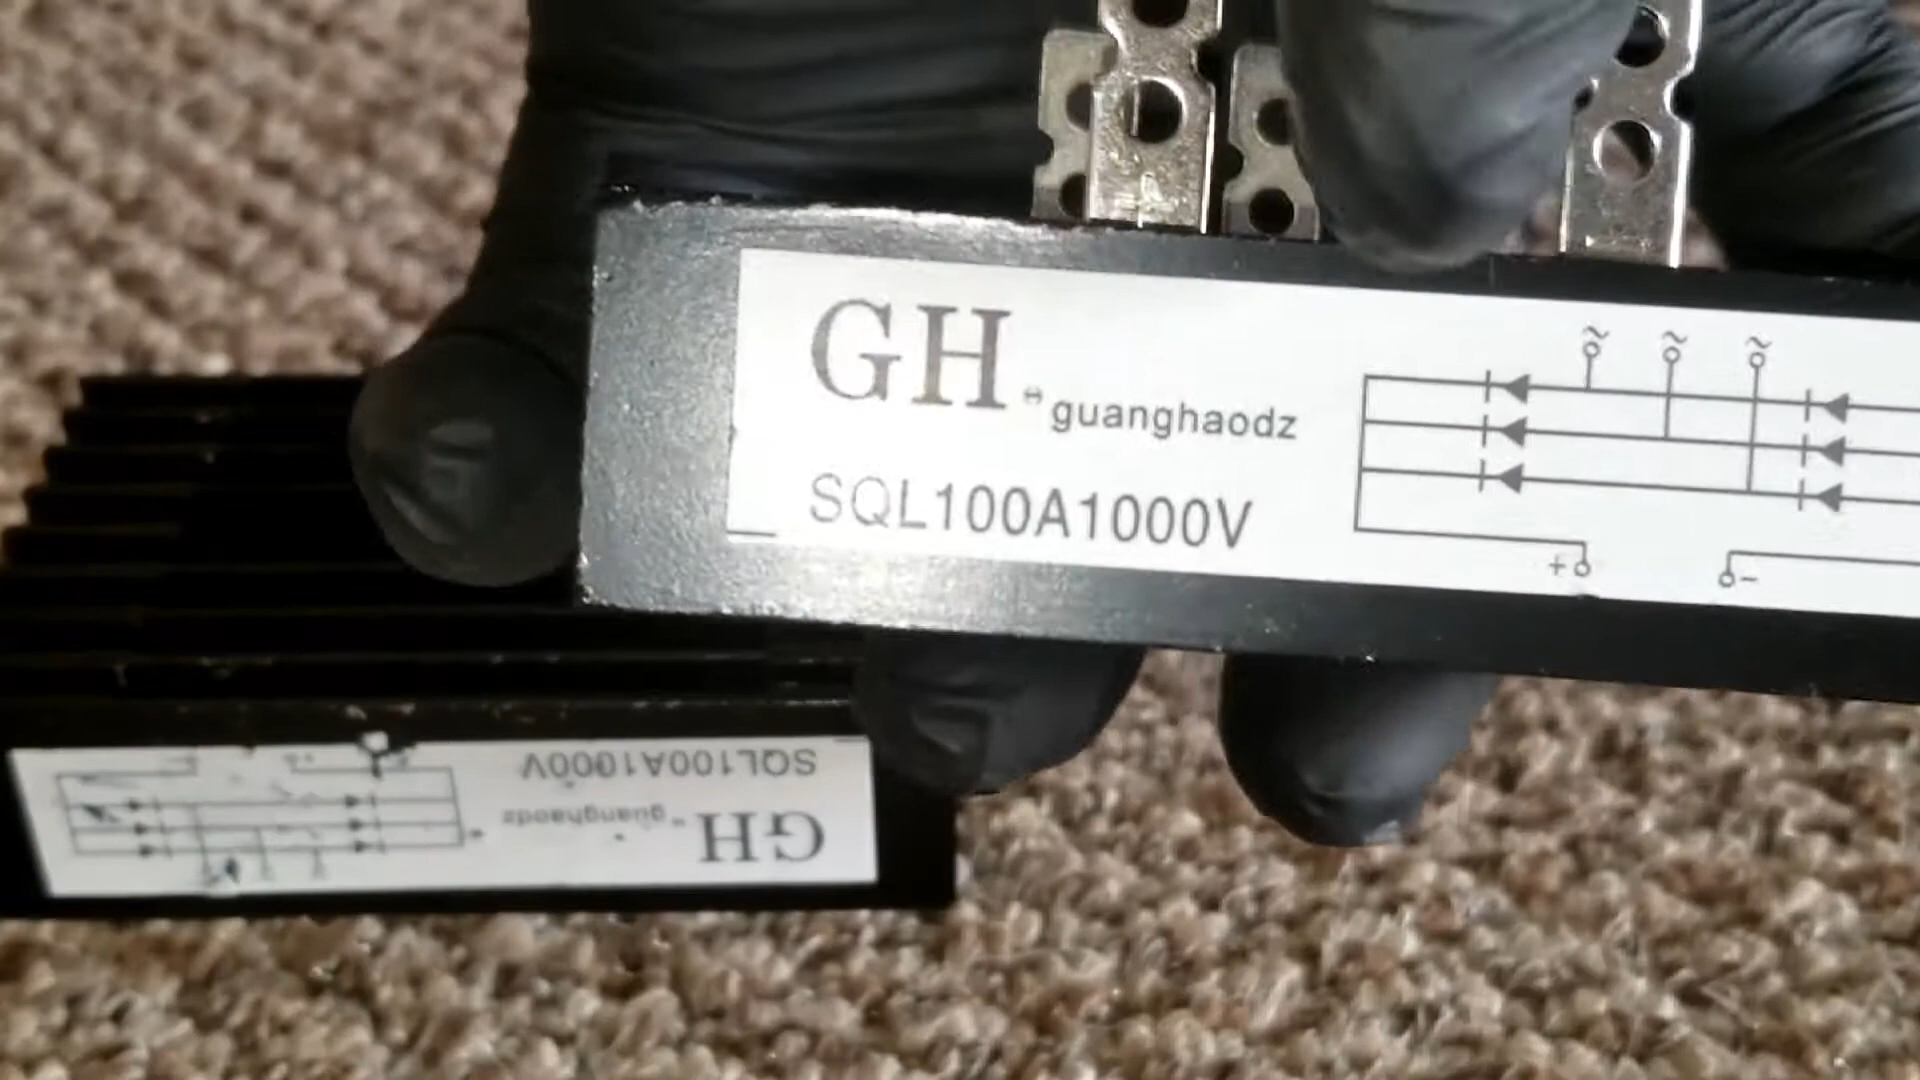 GH
guanghaodz
SQL100A1000V
~ ~ ~
+ -
SQL100A1000V
guanghaodz
GH